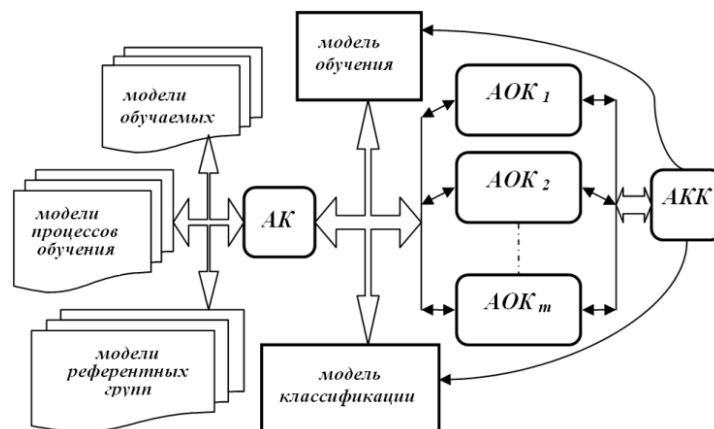 модель
обучения
модели
обучаемых
АОК 1
АОК 2
модели
процессов
обучения
АК
АКК
АОК m
модели
референтных
групп
модель
классификации